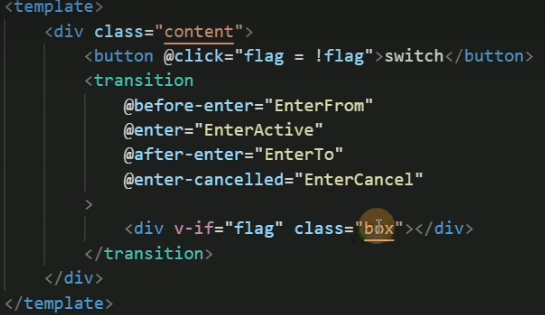 <template>
<div class="content">
<button @click="flag = !flag">switch</button>
<transition
@before-enter="EnterFrom"
@enter="EnterActive"
@after-enter="EnterTo"
@enter-cancelled="EnterCancel"
>
<div v-if="flag" class="box"></div>
</transition>
</div>
</template>